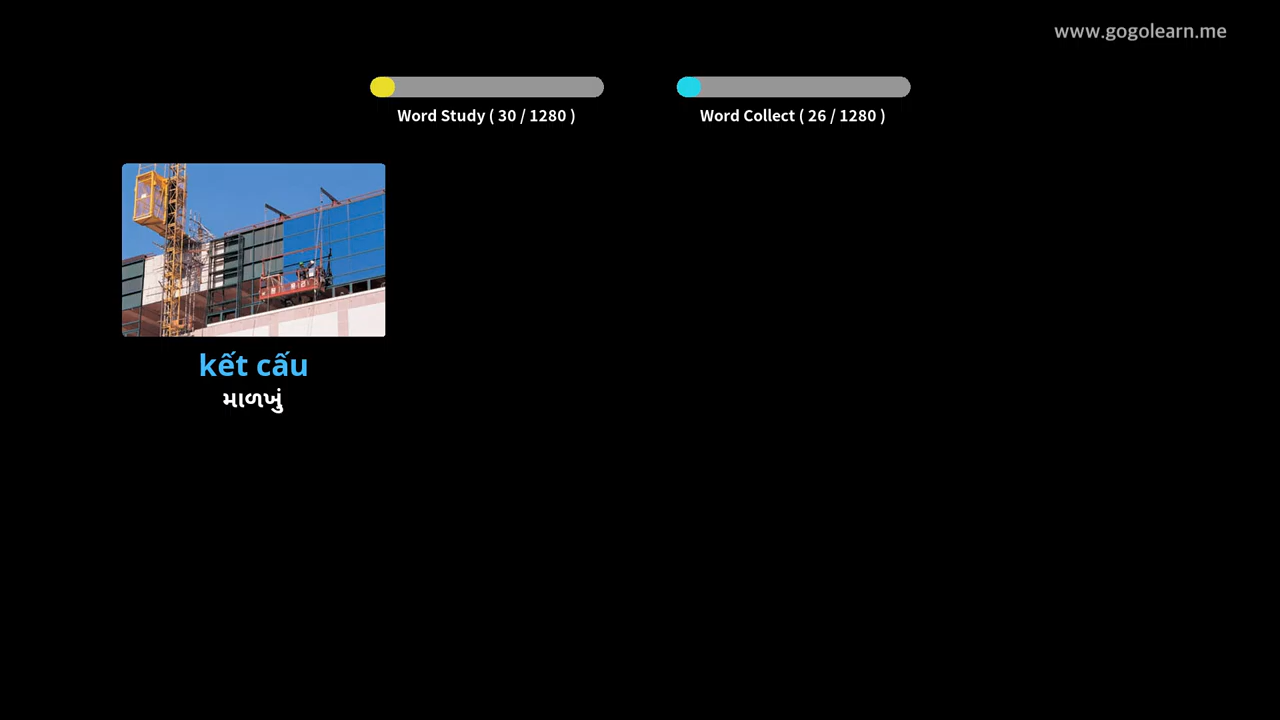 www.gogolearn.me
Word Study ( 30 / 1280 )
Word Collect ( 26 / 1280 )
kết cấu
માળખું